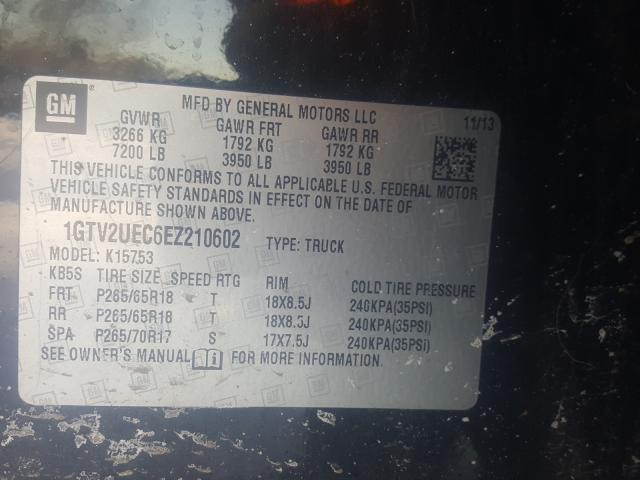 GM
MFD BY GENERAL MOTORS LLC
11/13
GVWR GAWR FRT GAWR RR
3266 KG 1792 KG 1792 KG
7200 LB 3950 LB 3950 LB
THIS VEHICLE CONFORMS TO ALL APPLICABLE U.S. FEDERAL MOTOR
VEHICLE SAFETY STANDARDS IN EFFECT ON THE DATE OF
MANUFACTURE SHOWN ABOVE.
1GTV2UEC6EZ210602 TYPE: TRUCK
MODEL: K15753
KB5S TIRE SIZE SPEED RTG RIM COLD TIRE PRESSURE
FRT P265/65R18 T 18X8.5J 240KPA(35PSI)
RR P265/65R18 T 18X8.5J 240KPA(35PSI)
SPA P265/70R17 S 17X7.5J 240KPA(35PSI)
SEE OWNER'S MANUAL FOR MORE INFORMATION.